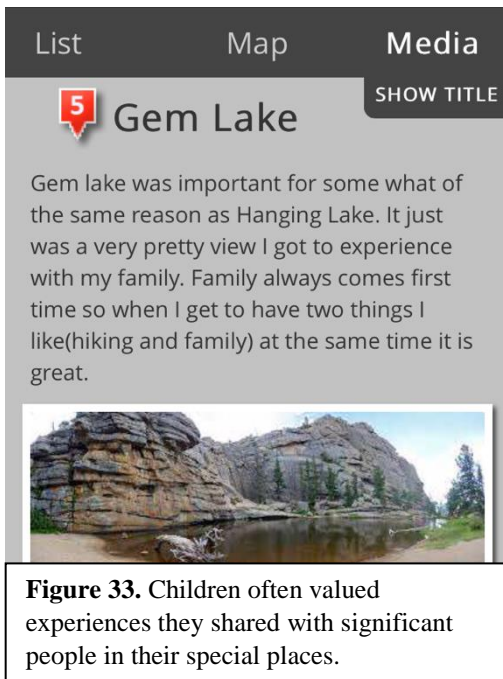 List Map Media
SHOW TITLE
5 Gem Lake
Gem lake was important for some what of
the same reason as Hanging Lake. It just
was a very pretty view I got to experience
with my family. Family always comes first
time so when I get to have two things I
like(hiking and family) at the same time it is
great.
Figure 33. Children often valued
experiences they shared with significant
people in their special places.